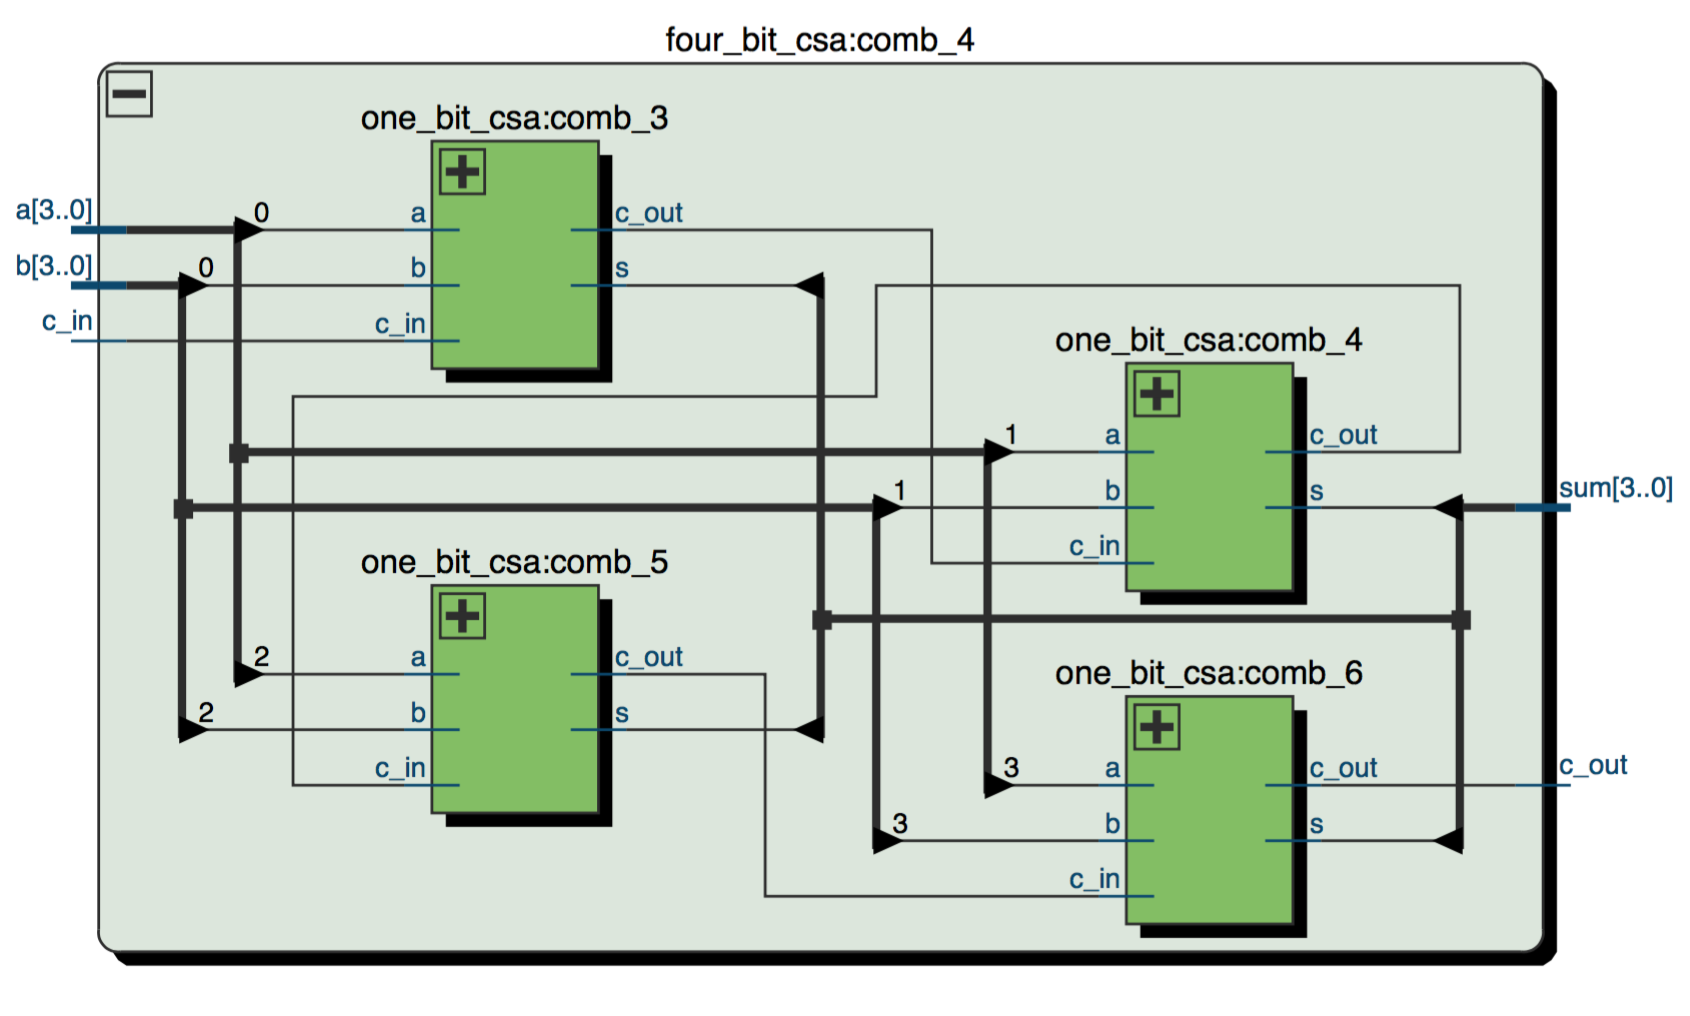 four_bit_csa:comb_4
one_bit_csa:comb_3
a[3..0]
0
a
c_out
b[3..0]
0
b
s
c_in
c_in
one_bit_csa:comb_4
1
a
c_out
1
b
s
sum[3..0]
c_in
one_bit_csa:comb_5
2
a
c_out
2
b
s
c_in
one_bit_csa:comb_6
3
a
c_out
c_out
3
b
s
c_in